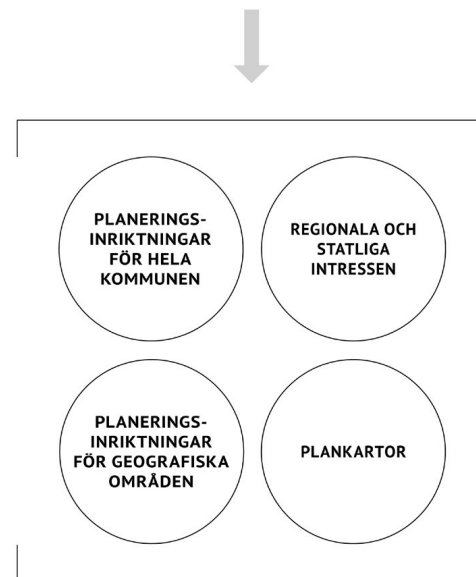 PLANERINGS-
INRIKTNINGAR
FÖR HELA
KOMMUNEN
REGIONALA OCH
STATLIGA
INTRESSEN
PLANERINGS-
INRIKTNINGAR
FÖR GEOGRAFISKA
OMRÅDEN
PLANKARTOR